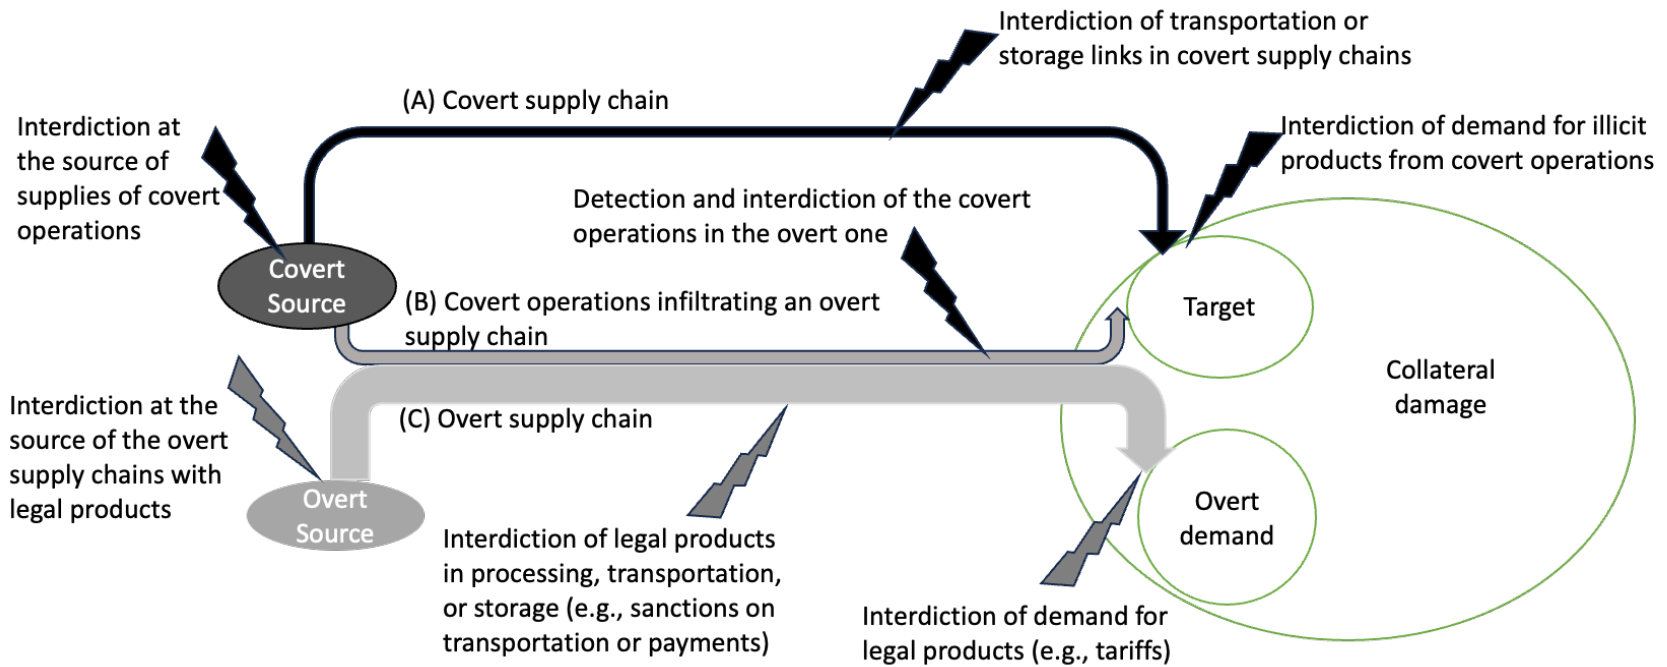 Interdiction of transportation or
storage links in covert supply chains
(A) Covert supply chain
Interdiction at
the source of
supplies of covert
operations
Interdiction of demand for illicit
products from covert operations
Detection and interdiction of the covert
operations in the overt one
Covert
Source
(B) Covert operations infiltrating an overt
supply chain
Target
Collateral
damage
Interdiction at the
source of the overt
supply chains with
legal products
(C) Overt supply chain
Overt
Source
Overt
demand
Interdiction of legal products
in processing, transportation,
or storage (e.g., sanctions on
transportation or payments)
Interdiction of demand for
legal products (e.g., tariffs)